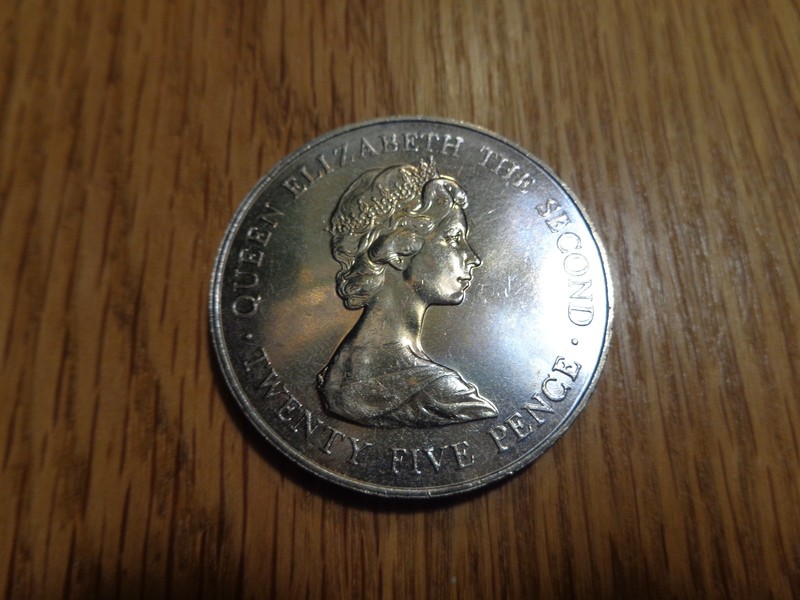 QUEEN ELIZABETH THE SECOND
· TWENTY FIVE PENCE ·